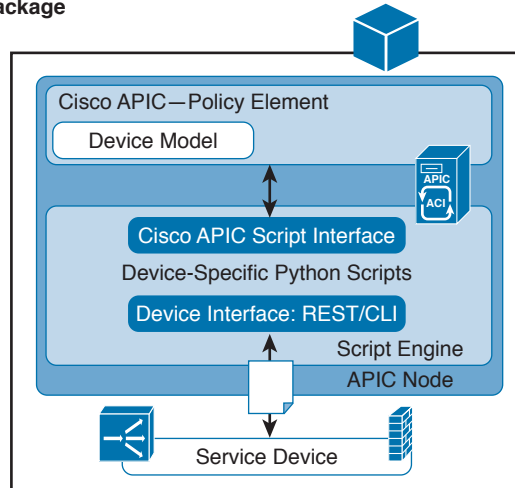 ackage
Cisco APIC—Policy Element
Device Model
APIC
ACI
Cisco APIC Script Interface
Device-Specific Python Scripts
Device Interface: REST/CLI
Script Engine
APIC Node
Service Device